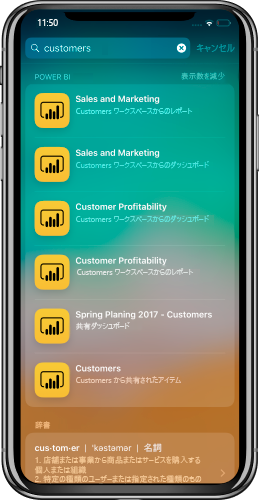 11:50
customers
キャンセル
POWER BI 表示数を減少
Sales and Marketing
Customers ワークスペースからのレポート
Sales and Marketing
Customers ワークスペースからのダッシュボード
Customer Profitability
Customers ワークスペースからのダッシュボード
Customer Profitability
Customers ワークスペースからのレポート
Spring Planing 2017 - Customers
共有ダッシュボード
Customers
Customers から共有されたアイテム
辞書
cus·tom·er | ˈkəstəmər | 名詞
1. 店舗または事業から商品またはサービスを購入する
個人または組織
2. 特定の種類のユーザーまたは指定された種類のもの